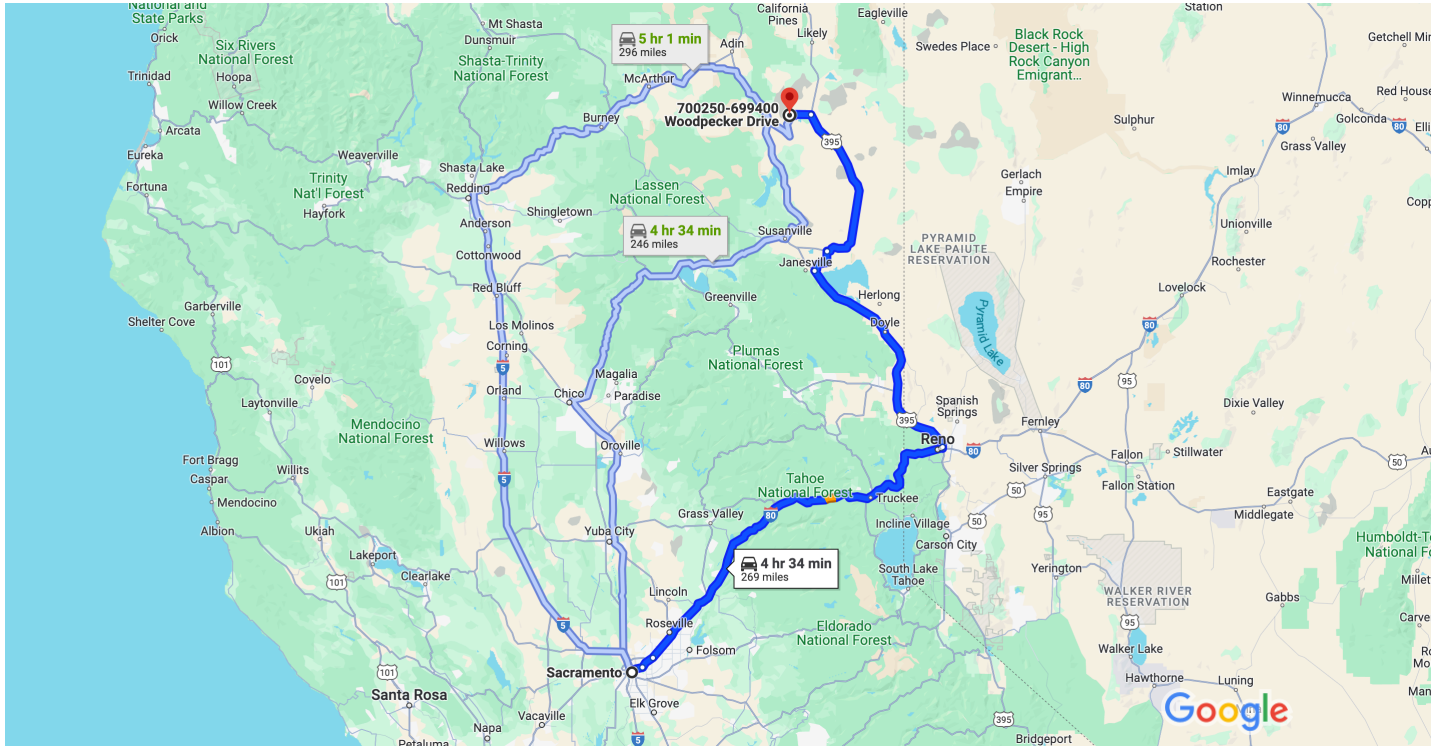 National and
State Parks
Orick
Six Rivers
National Forest
Hoopa
Trinidad
Willow Creek
Arcata
Eureka
Fortuna
Weaverville
Trinity
Nat'l Forest
Hayfork
Mt Shasta
Dunsmuir
Shasta-Trinity
National Forest
5 hr 1 min
296 miles
Adin
California
Pines
Likely
Eagleville
Station
Swedes Place
Black Rock
Desert - High
Rock Canyon
Emigrant...
Getchell Min
McArthur
Burney
700250-699400
Woodpecker Drive
395
Winnemucca
Red House
Golconda
80
80
Sulphur
Grass Valley
Imlay
Shasta Lake
Redding
Lassen
National Forest
Shingletown
Anderson
Cottonwood
Red Bluff
4 hr 34 min
246 miles
Susanville
Janesville
Gerlach
Empire
Unionville
Copp
PYRAMID
LAKE PAIUTE
RESERVATION
Rochester
Lovelock
Garberville
Shelter Cove
Los Molinos
Corning
Greenville
Herlong
Doyle
Pyramid Lake
80
101
5
Plumas
National Forest
Covelo
Laytonville
Orland
Magalia
Paradise
Chico
80
95
Mendocino
National Forest
Willows
Oroville
395
Spanish
Springs
Reno
80
Fernley
Dixie Valley
Fort Bragg
Caspar
Willits
Mendocino
5
Fallon
Stillwater
50
Au
Silver Springs
Fallon Station
Tahoe
National Forest
Truckee
Albion
Ukiah
Yuba City
Grass Valley
80
50
50
95
Eastgate
Middlegate
Incline Village
Carson City
Lakeport
Clearlake
101
4 hr 34 min
269 miles
South Lake
Tahoe
Yerington
Humboldt-To
National Fo
Lincoln
Roseville
Folsom
5
WALKER RIVER
RESERVATION
Gabbs
Millet
Eldorado
National Forest
95
Carver
Sacramento
101
Santa Rosa
Elk Grove
Walker Lake
Hawthorne
Luning
Vacaville
Napa
Petaluma
5
395
Bridgeport
Google